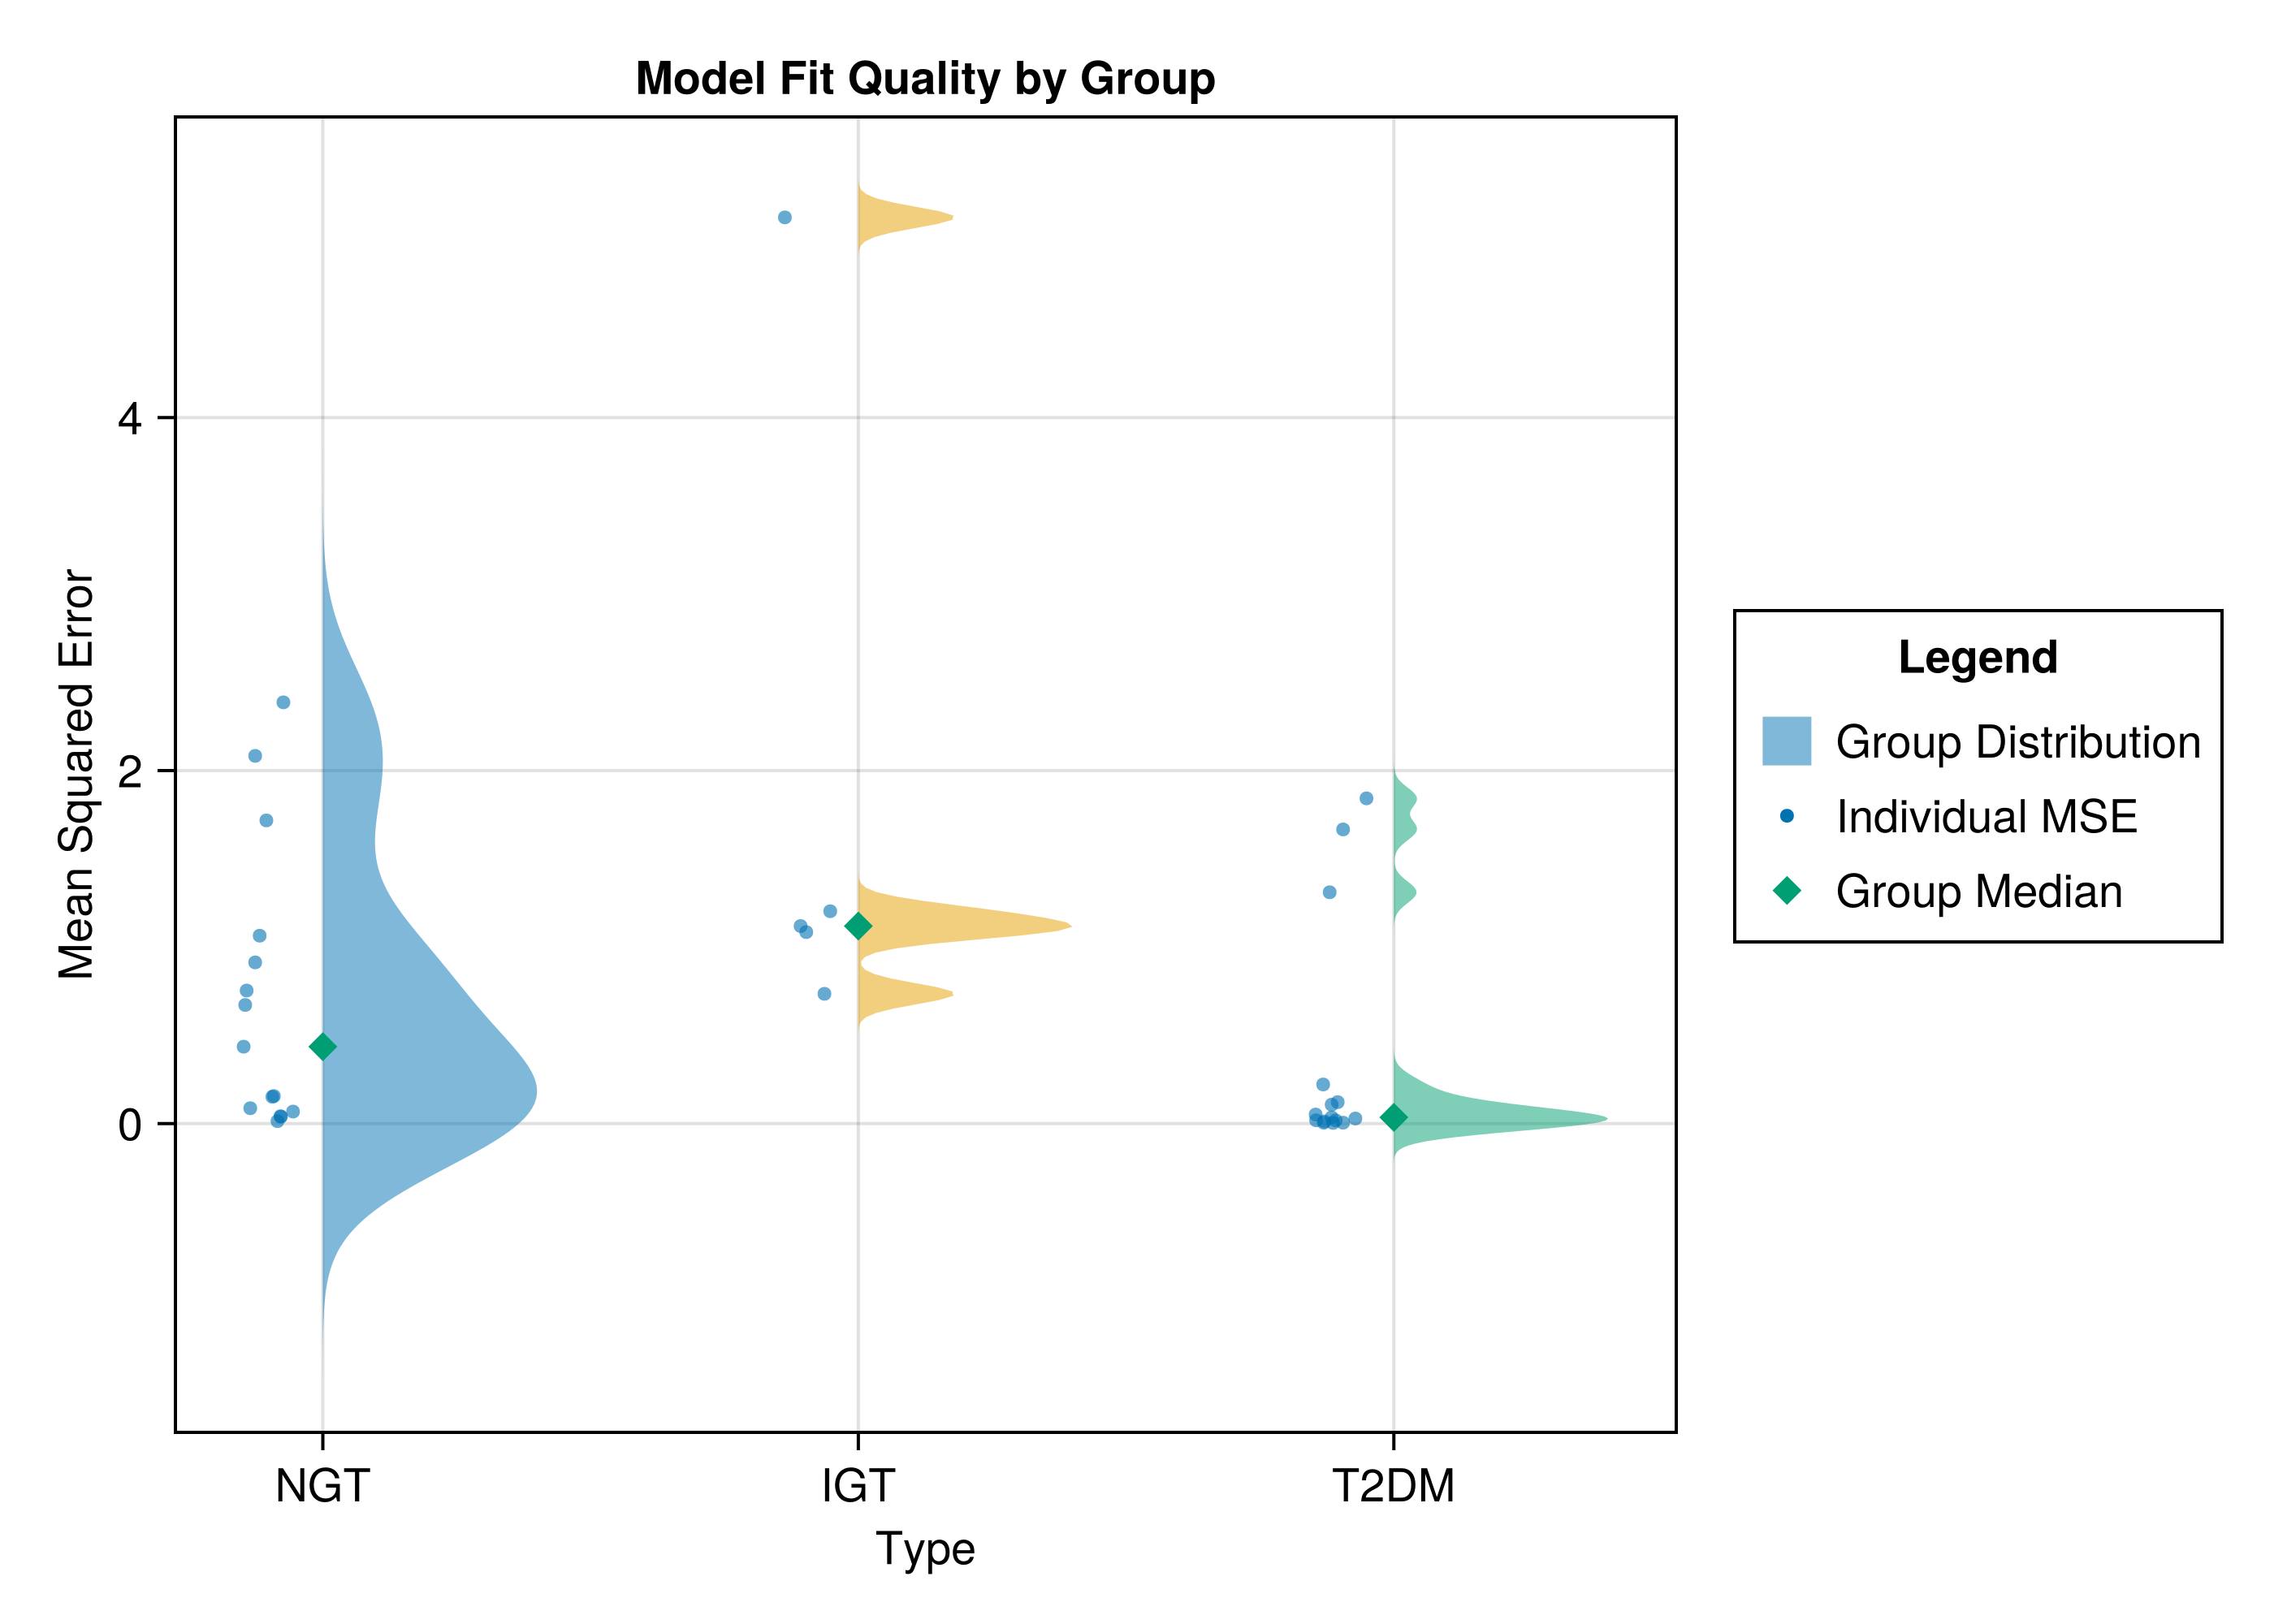 Model Fit Quality by Group
Mean Squared Error
4
2
0
NGT
IGT
T2DM
Type
Legend
Group Distribution
Individual MSE
Group Median